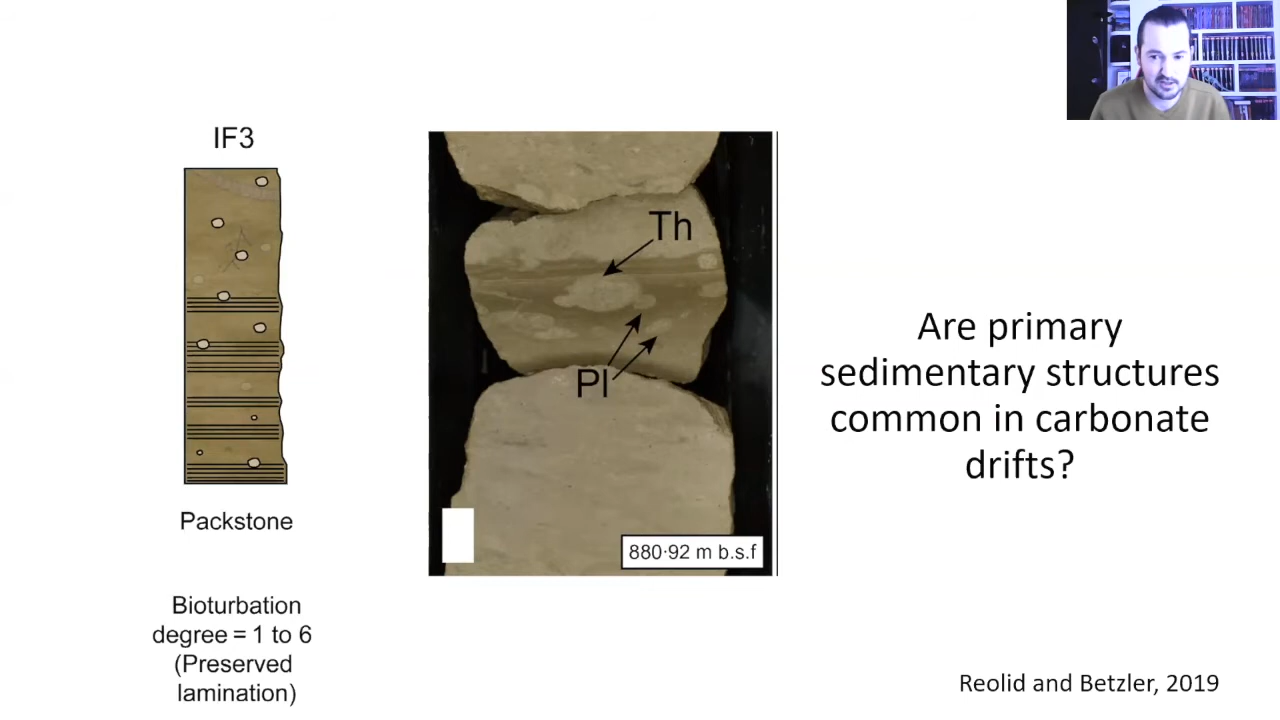 IF3
Packstone
Bioturbation
degree = 1 to 6
(Preserved
lamination)
Th
Pl
880·92 m b.s.f
Are primary
sedimentary structures
common in carbonate
drifts?
Reolid and Betzler, 2019